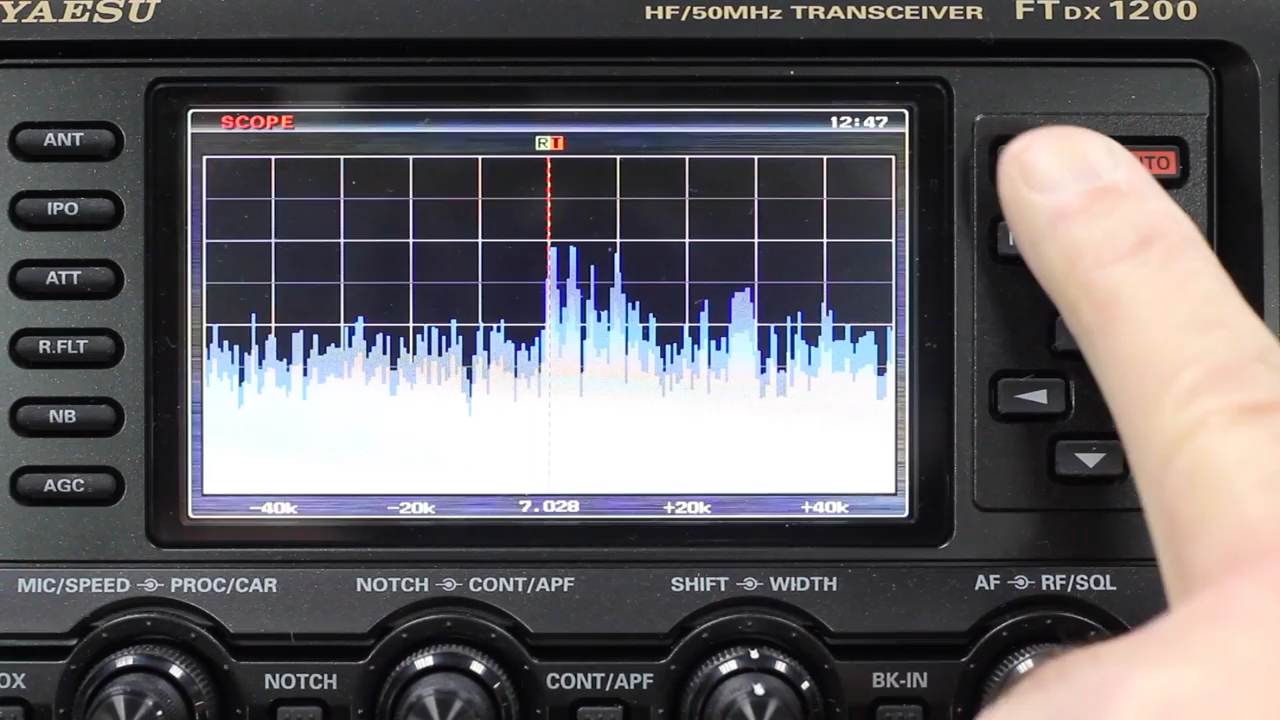 YAESU
HF/50MHz TRANSCEIVER FTDX 1200
SCOPE 12:47
RT
ANT
IPO
ATT
R.FLT
NB
AGC
-40k -20k 7.028 +20k +40k
MIC/SPEED PROC/CAR NOTCH CONT/APF SHIFT WIDTH AF RF/SQL
NOTCH CONT/APF BK-IN